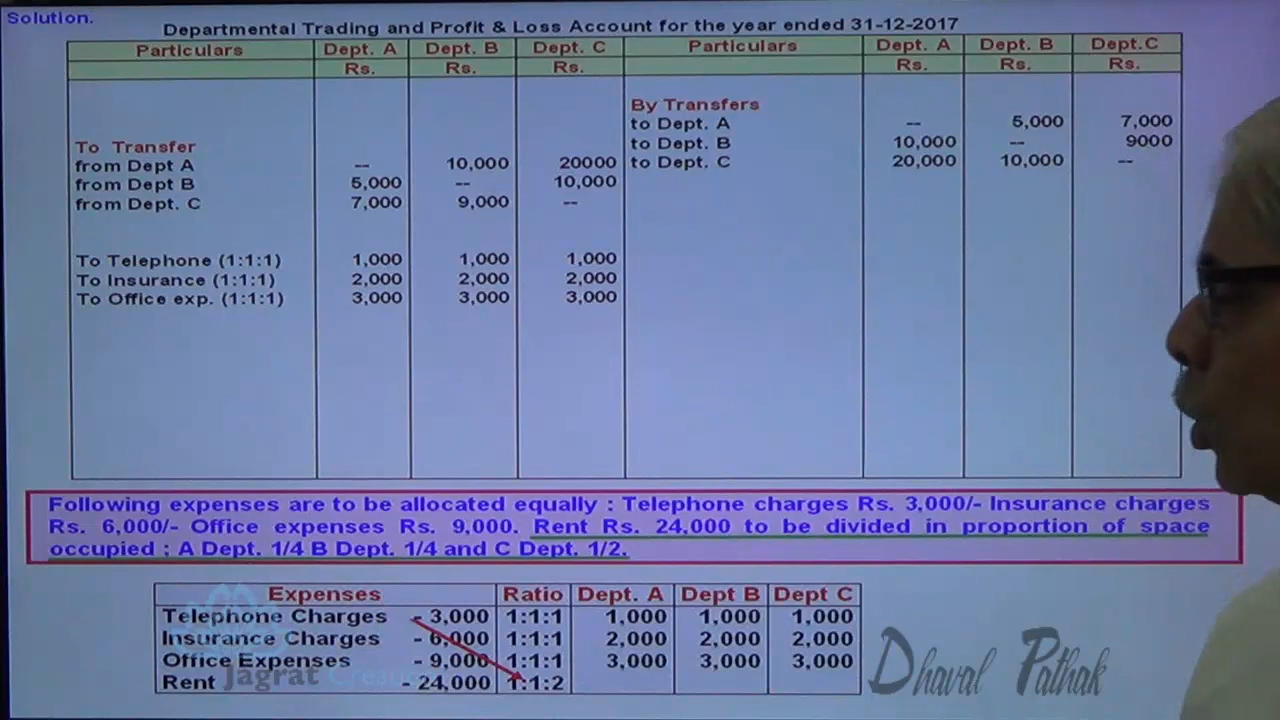 Solution.
Departmental Trading and Profit & Loss Account for the year ended 31-12-2017
Particulars Dept. A Dept. B Dept. C Particulars Dept. A Dept. B Dept.C
Rs. Rs. Rs. Rs. Rs. Rs.
By Transfers
to Dept. A -- 5,000 7,000
To Transfer to Dept. B 10,000 -- 9000
from Dept A -- 10,000 20000 to Dept. C 20,000 10,000 --
from Dept B 5,000 -- 10,000
from Dept. C 7,000 9,000 --
To Telephone (1:1:1) 1,000 1,000 1,000
To Insurance (1:1:1) 2,000 2,000 2,000
To Office exp. (1:1:1) 3,000 3,000 3,000
Following expenses are to be allocated equally : Telephone charges Rs. 3,000/- Insurance charges
Rs. 6,000/- Office expenses Rs. 9,000. Rent Rs. 24,000 to be divided in proportion of space
occupied ; A Dept. 1/4 B Dept. 1/4 and C Dept. 1/2.
Expenses Ratio Dept. A Dept B Dept C
Telephone Charges - 3,000 1:1:1 1,000 1,000 1,000
Insurance Charges - 6,000 1:1:1 2,000 2,000 2,000
Office Expenses - 9,000 1:1:1 3,000 3,000 3,000
Rent - 24,000 1:1:2
Jagrat
Dhaval Pathak